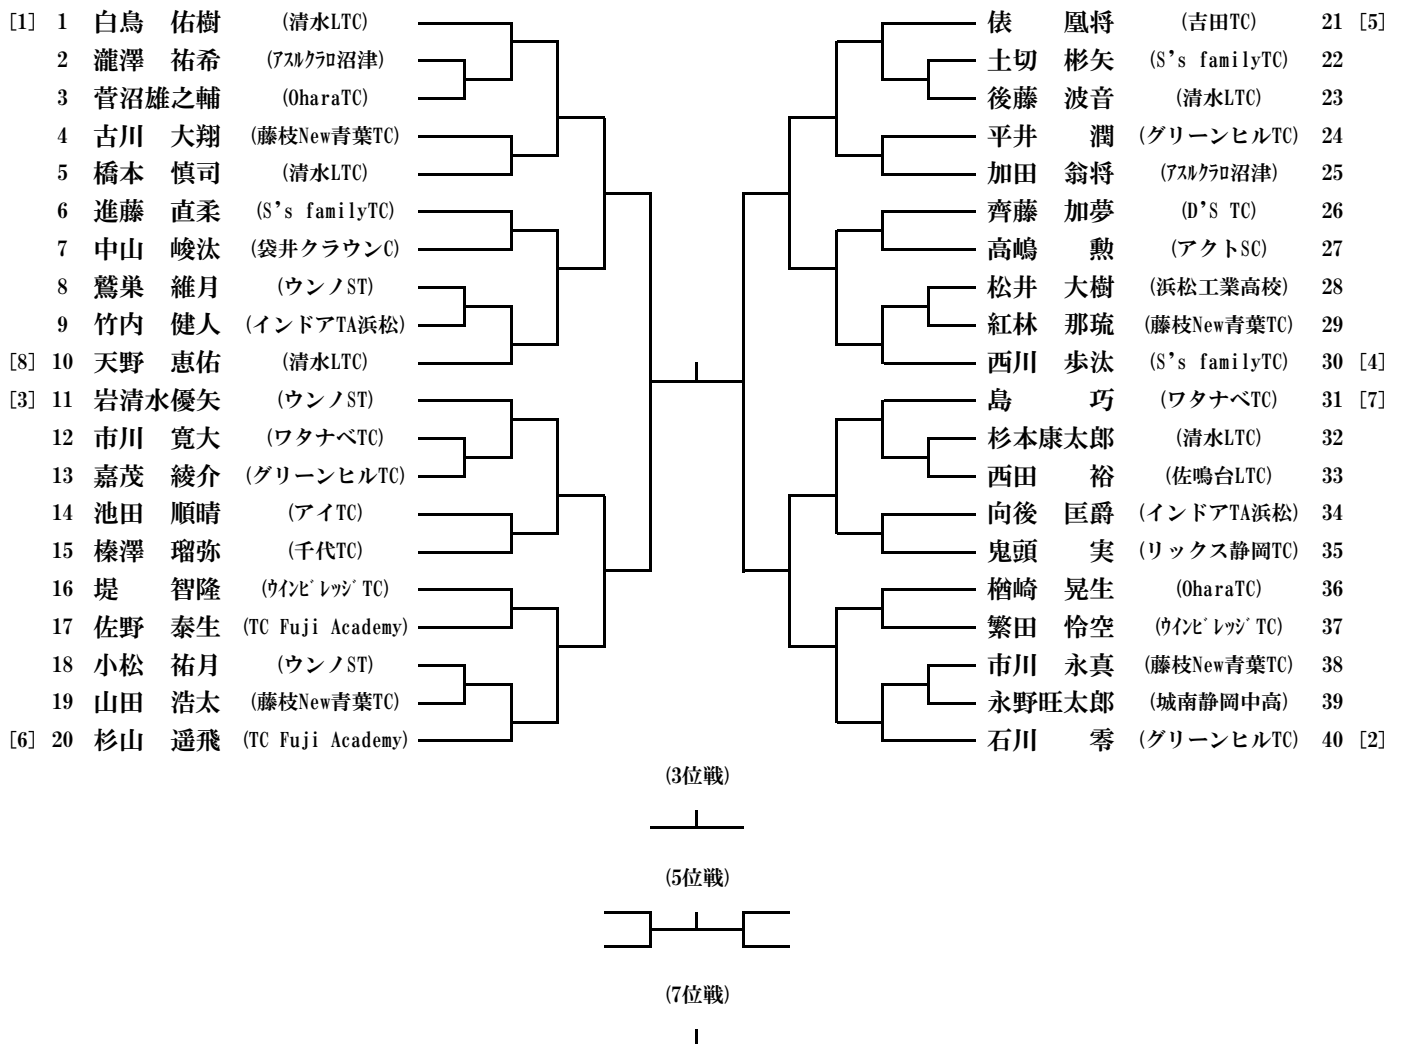 [1] 1 白鳥 佑樹 (清水LTC)
2 瀧澤 祐希 (ｱｽﾙｸﾗﾛ沼津)
3 菅沼雄之輔 (OharaTC)
4 古川 大翔 (藤枝New青葉TC)
5 橋本 慎司 (清水LTC)
6 進藤 直柔 (S's familyTC)
7 中山 峻汰 (袋井クラウンC)
8 鷲巣 維月 (ウンノST)
9 竹内 健人 (インドアTA浜松)
[8] 10 天野 恵佑 (清水LTC)
[3] 11 岩清水優矢 (ウンノST)
12 市川 寛大 (ワタナベTC)
13 嘉茂 綾介 (グリーンヒルTC)
14 池田 順晴 (アイTC)
15 榛澤 瑠弥 (千代TC)
16 堤 智隆 (ｳｲﾝﾋﾞﾚｯｼﾞTC)
17 佐野 泰生 (TC Fuji Academy)
18 小松 祐月 (ウンノST)
19 山田 浩太 (藤枝New青葉TC)
[6] 20 杉山 遥飛 (TC Fuji Academy)
俵 凰将 (吉田TC) 21 [5]
土切 彬矢 (S's familyTC) 22
後藤 波音 (清水LTC) 23
平井 潤 (グリーンヒルTC) 24
加田 翁将 (ｱｽﾙｸﾗﾛ沼津) 25
齊藤 加夢 (D'S TC) 26
高嶋 勲 (アクトSC) 27
松井 大樹 (浜松工業高校) 28
紅林 那琉 (藤枝New青葉TC) 29
西川 歩汰 (S's familyTC) 30 [4]
島 巧 (ワタナベTC) 31 [7]
杉本康太郎 (清水LTC) 32
西田 裕 (佐鳴台LTC) 33
向後 匡爵 (インドアTA浜松) 34
鬼頭 実 (リックス静岡TC) 35
楢崎 晃生 (OharaTC) 36
繁田 怜空 (ｳｲﾝﾋﾞﾚｯｼﾞTC) 37
市川 永真 (藤枝New青葉TC) 38
永野旺太郎 (城南静岡中高) 39
石川 零 (グリーンヒルTC) 40 [2]
(3位戦)
(5位戦)
(7位戦)